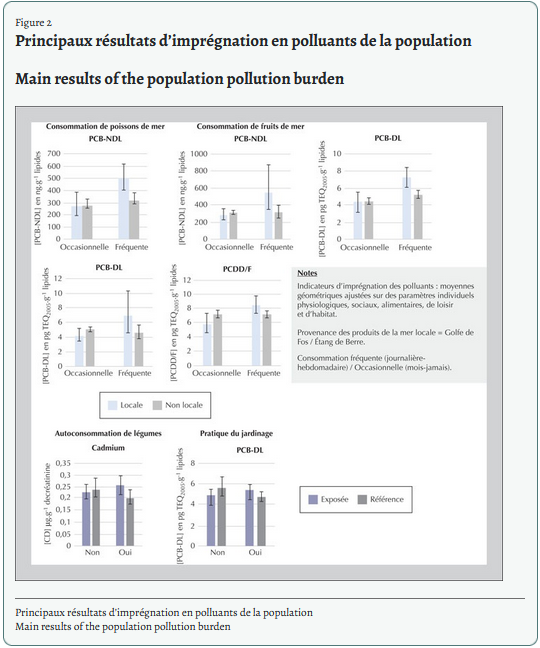 Figure 2
Principaux résultats d’imprégnation en polluants de la population
Main results of the population pollution burden
Consommation de poissons de mer
PCB-NDL
[PCB-NDL] en ng.g-1 lipides
700
600
500
400
300
200
100
0
Occasionnelle
Fréquente
Consommation de fruits de mer
PCB-NDL
[PCB-NDL] en ng.g-1 lipides
1000
800
600
400
200
0
Occasionnelle
Fréquente
PCB-DL
[PCB-DL] en pg TEQ2005.g-1 lipides
10
8
6
4
2
0
Occasionnelle
Fréquente
PCB-DL
[PCB-DL] en pg TEQ2005.g-1 lipides
12
10
8
6
4
2
0
Occasionnelle
Fréquente
PCDD/F
[PCDD/F] en pg TEQ2005.g-1 lipides
12
10
8
6
4
2
0
Occasionnelle
Fréquente
Notes
Indicateurs d’imprégnation des polluants : moyennes
géométriques ajustées sur des paramètres individuels
physiologiques, sociaux, alimentaires, de loisir
et d’habitat.
Provenance des produits de la mer locale = Golfe de
Fos / Étang de Berre.
Consommation fréquente (journalière-
hebdomadaire) / Occasionnelle (mois-jamais).
Locale
Non locale
Autoconsommation de légumes
Cadmium
[CD] µg.g-1 decréatinine
0,35
0,3
0,25
0,2
0,15
0,1
0,05
0
Non
Oui
Pratique du jardinage
PCB-DL
[PCB-DL] en pg TEQ2005.g-1 lipides
8
6
4
2
0
Non
Oui
Exposée
Référence
Principaux résultats d’imprégnation en polluants de la population
Main results of the population pollution burden